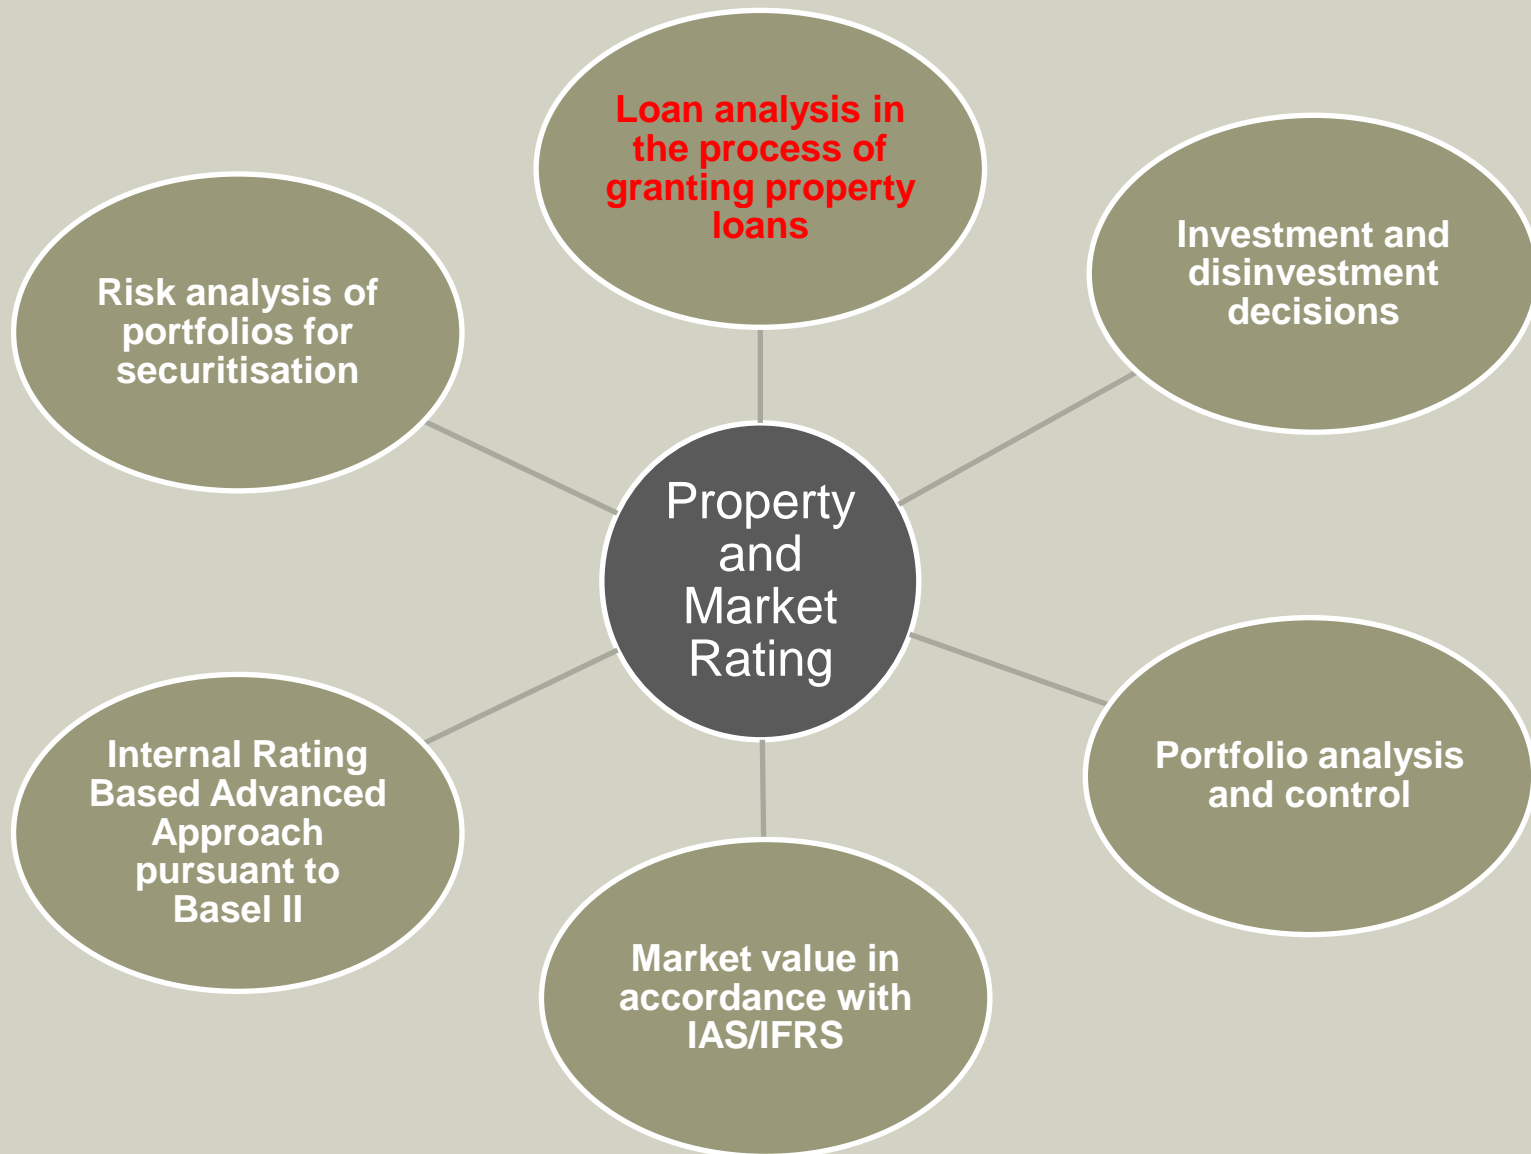 Loan analysis in
the process of
granting property
loans
Investment and
disinvestment
decisions
Risk analysis of
portfolios for
securitisation
Property
and
Market
Rating
Portfolio analysis
and control
Internal Rating
Based Advanced
Approach
pursuant to
Basel II
Market value in
accordance with
IAS/IFRS